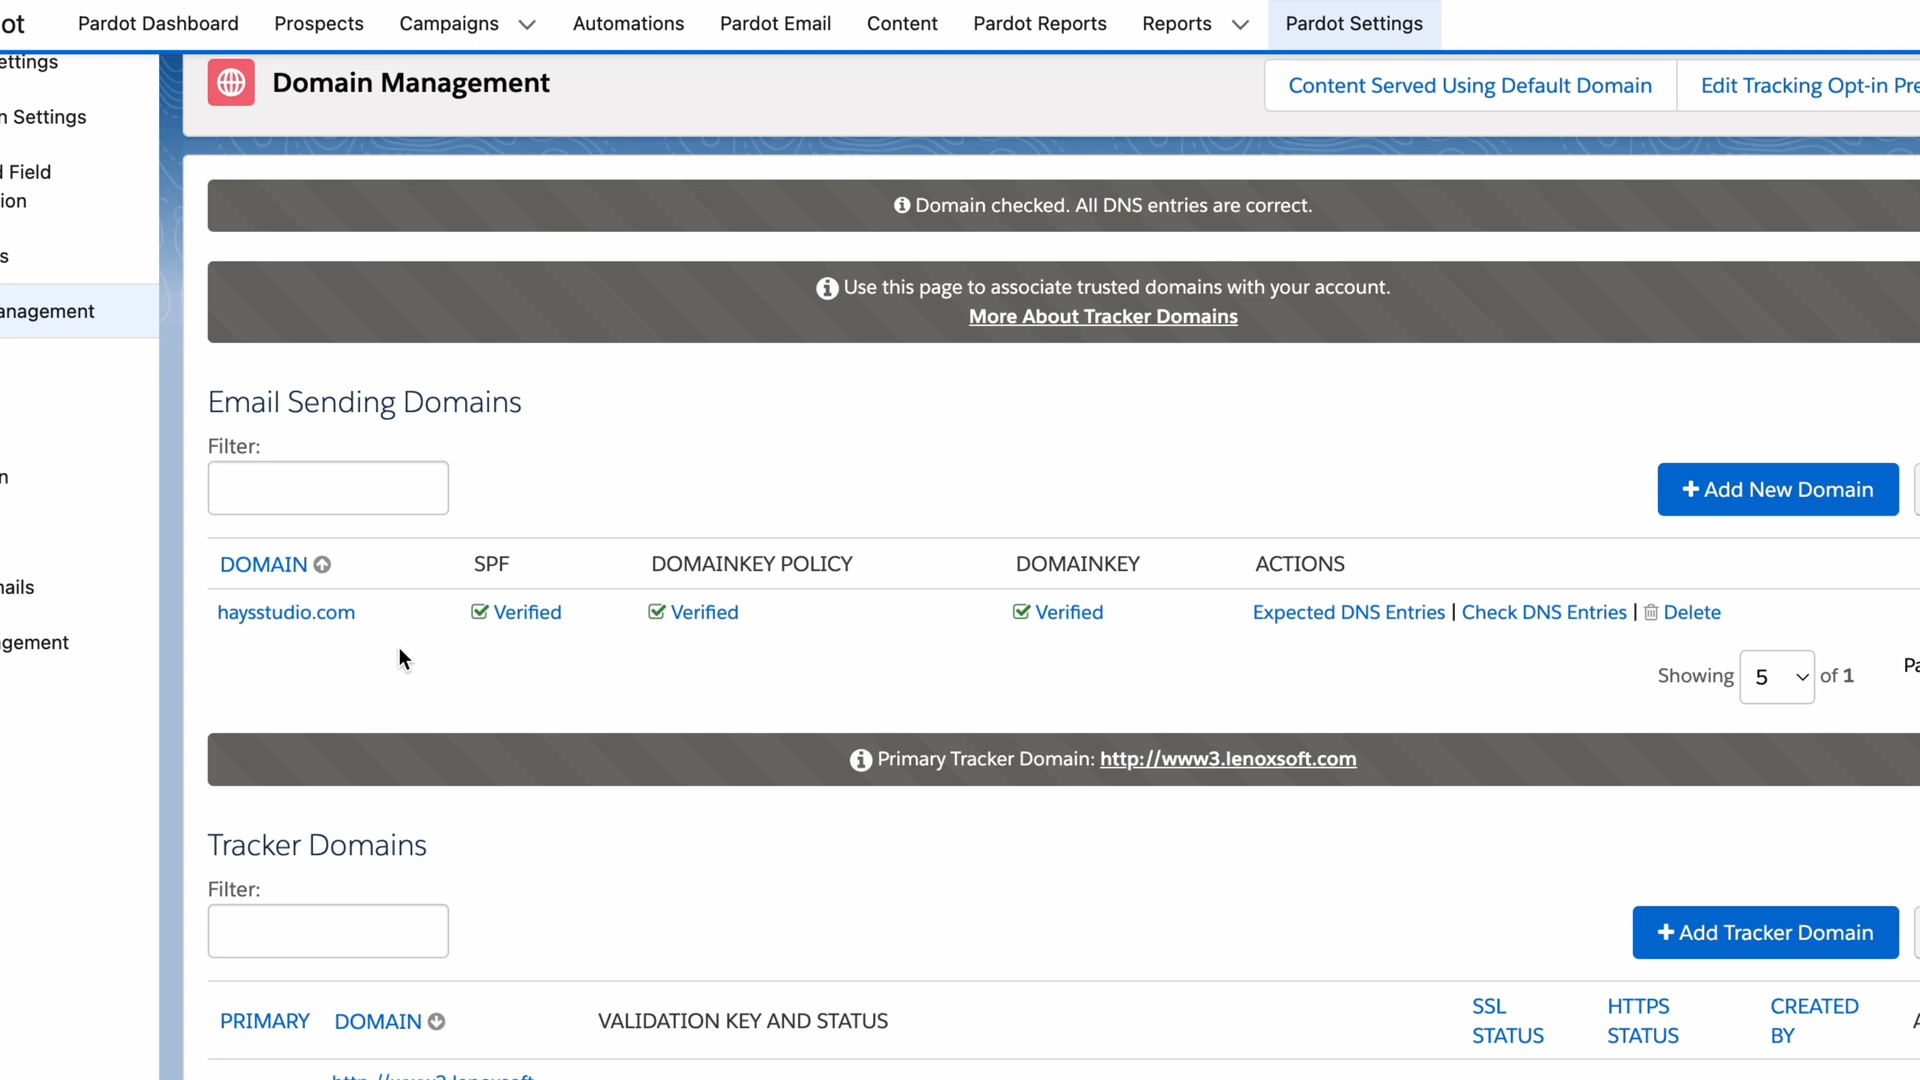 ot Pardot Dashboard Prospects Campaigns Automations Pardot Email Content Pardot Reports Reports Pardot Settings
ettings
n Settings
d Field
ion
s
anagement
n
nails
gement
Domain Management
Content Served Using Default Domain Edit Tracking Opt-in Pre
Domain checked. All DNS entries are correct.
Use this page to associate trusted domains with your account.
More About Tracker Domains
Email Sending Domains
Filter:
+ Add New Domain
DOMAIN SPF DOMAINKEY POLICY DOMAINKEY ACTIONS
haysstudio.com Verified Verified Verified Expected DNS Entries | Check DNS Entries | Delete
Showing 5 of 1 Pa
Primary Tracker Domain: http://www3.lenoxsoft.com
Tracker Domains
Filter:
+ Add Tracker Domain
PRIMARY DOMAIN VALIDATION KEY AND STATUS SSL STATUS HTTPS STATUS CREATED BY A